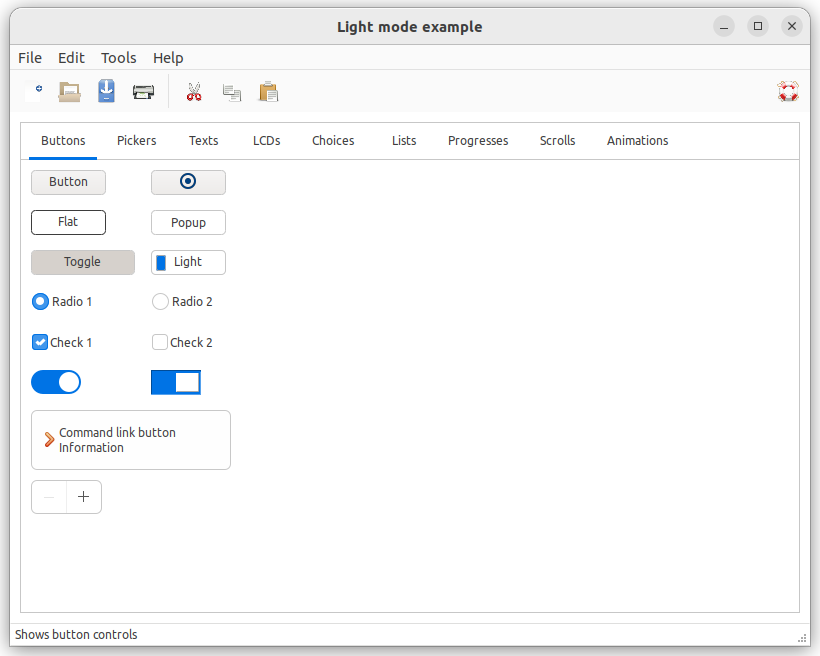 Light mode example
File Edit Tools Help
Buttons Pickers Texts LCDs Choices Lists Progresses Scrolls Animations
Button
Flat Popup
Toggle Light
Radio 1 Radio 2
Check 1 Check 2
Command link button
Information
Shows button controls